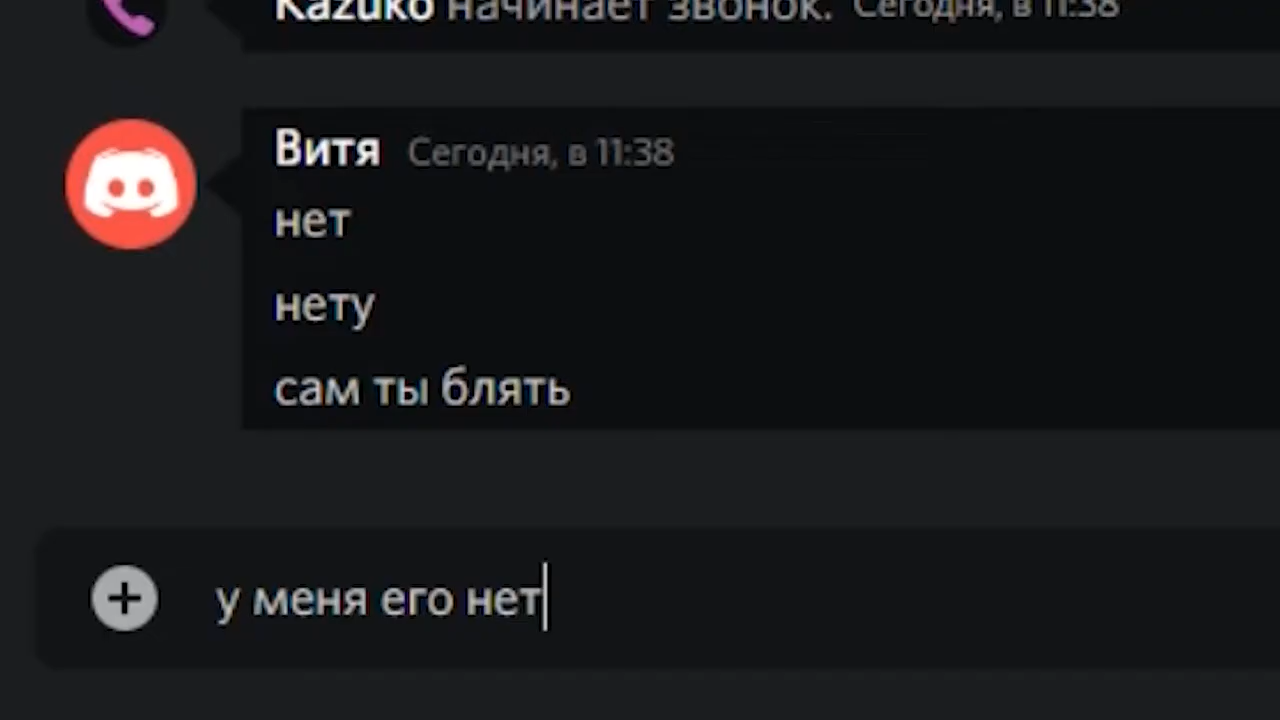 Kazuko начинает звонок. Сегодня, в 11:38
Витя Сегодня, в 11:38
нет
нету
сам ты блять
у меня его нет